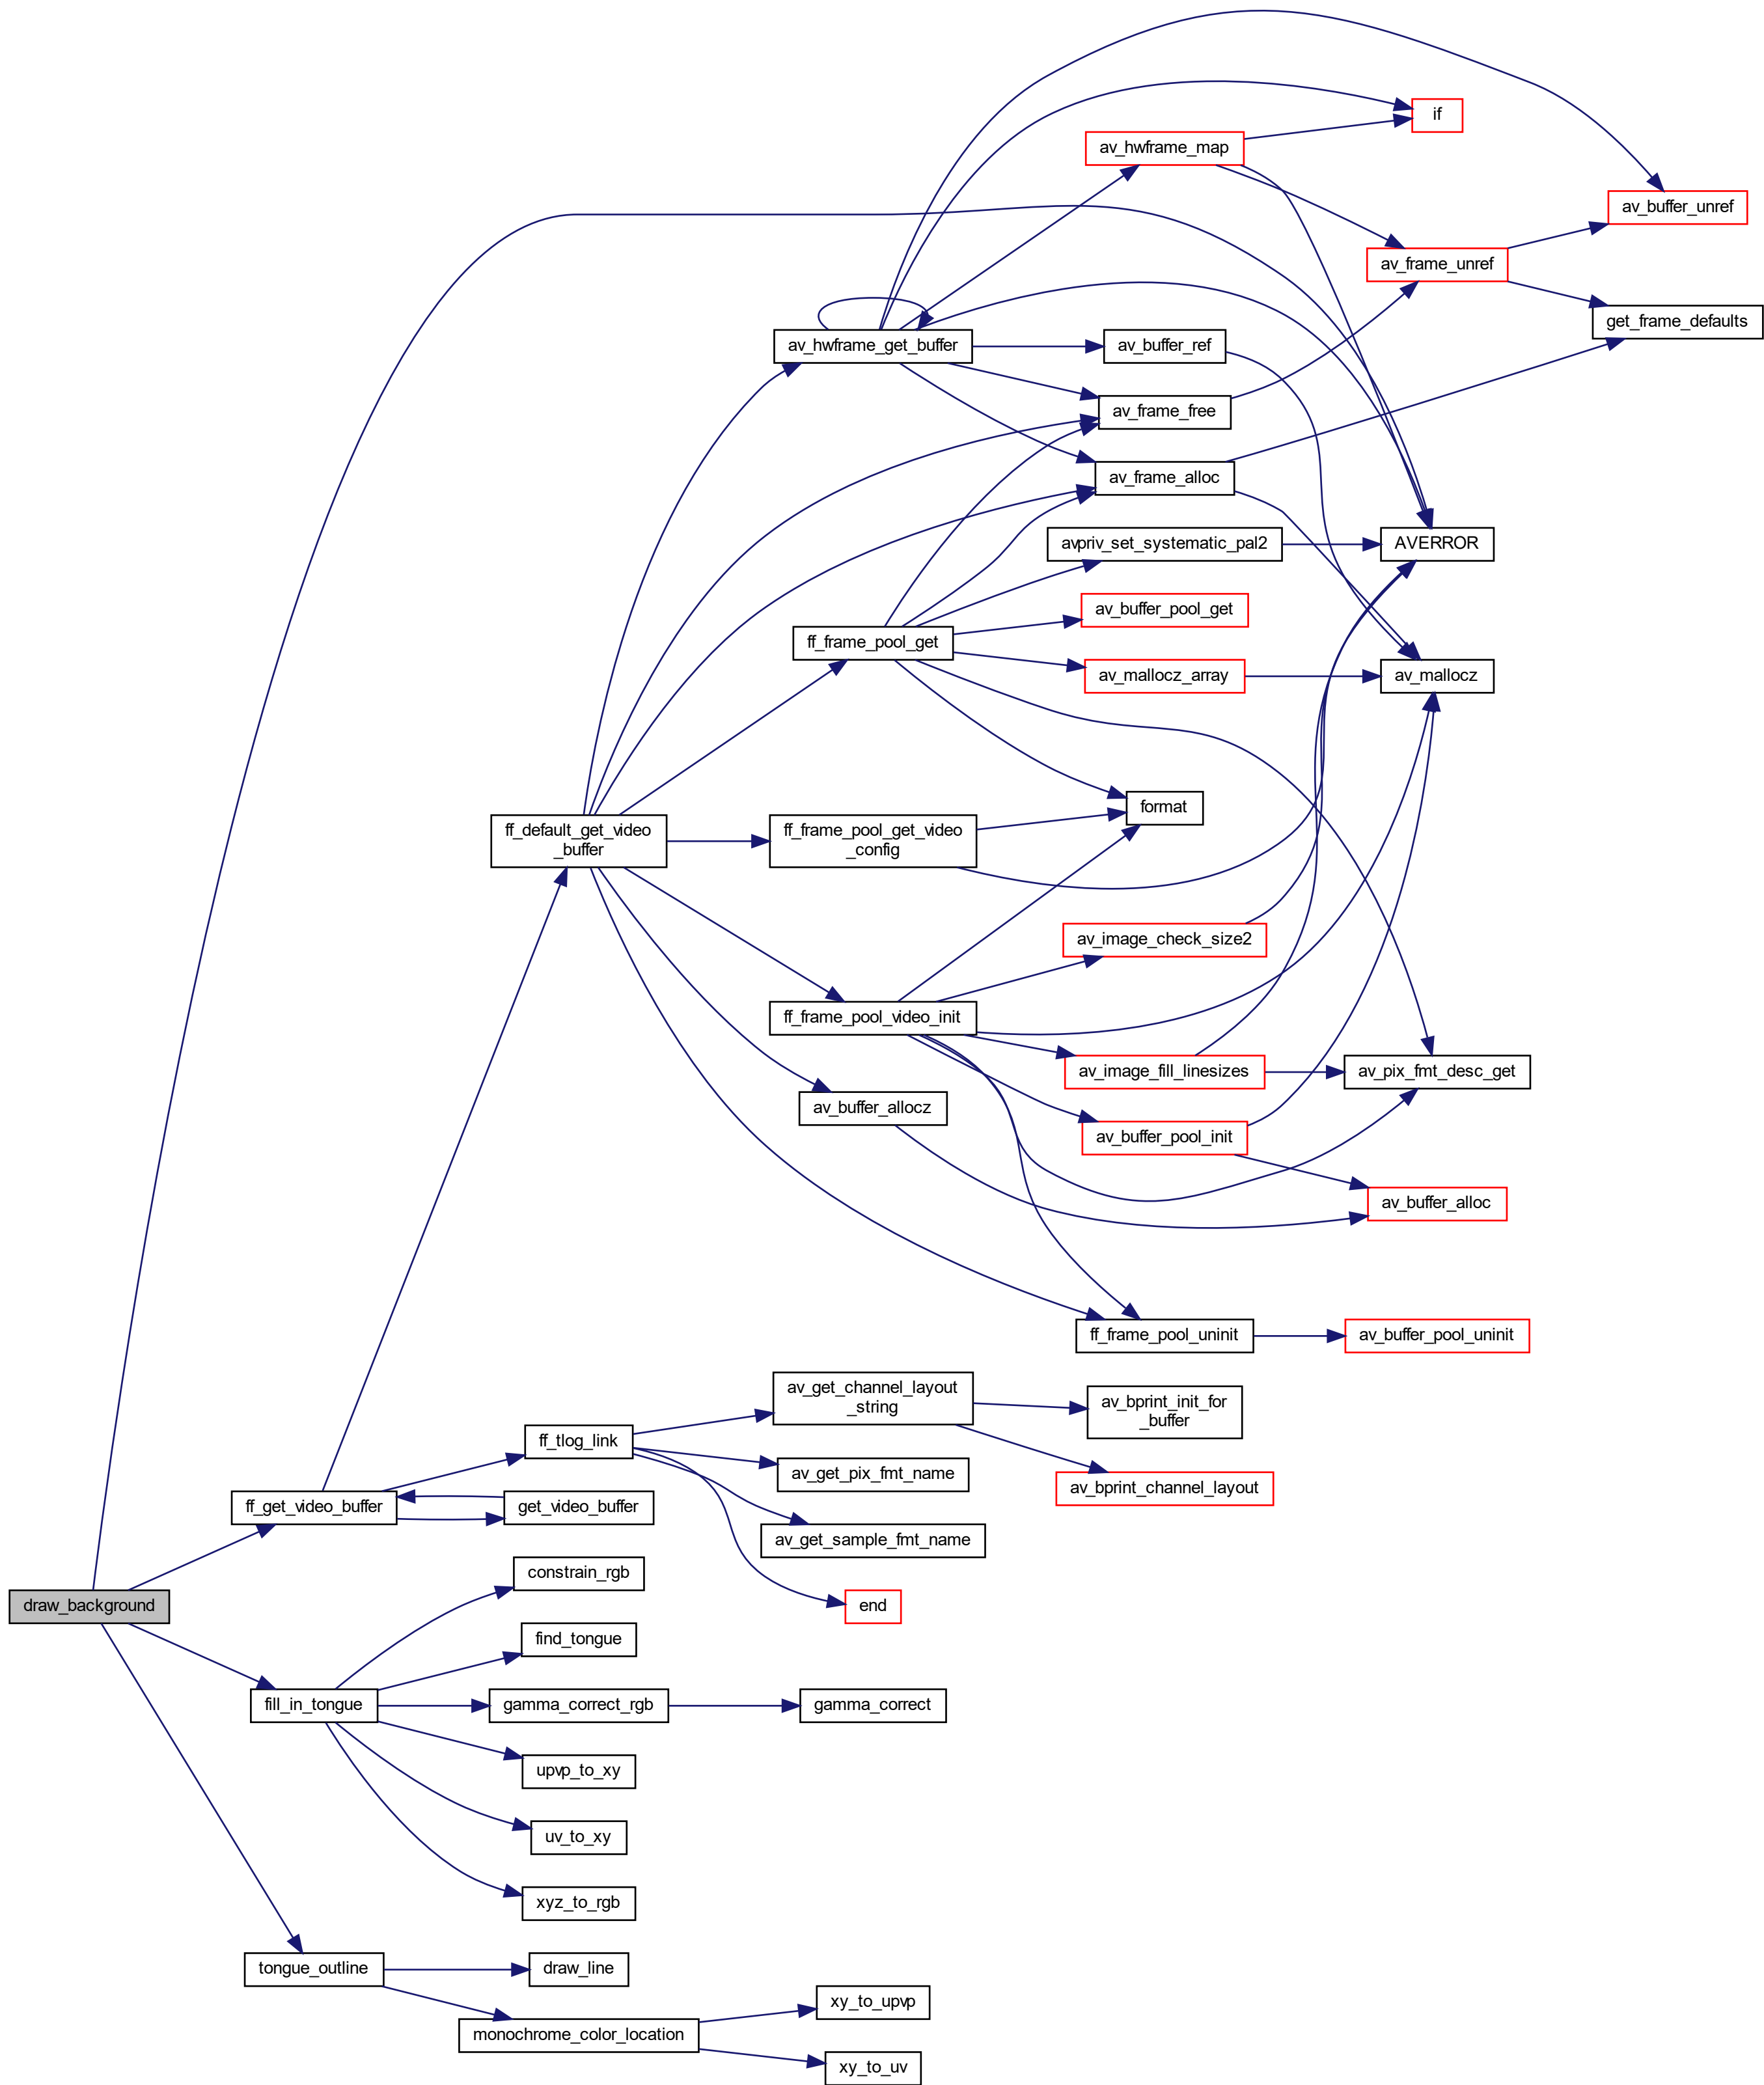 if
av_hwframe_map
av_buffer_unref
av_frame_unref
get_frame_defaults
av_hwframe_get_buffer
av_buffer_ref
av_frame_free
av_frame_alloc
avpriv_set_systematic_pal2
AVERROR
av_buffer_pool_get
ff_frame_pool_get
av_mallocz_array
av_mallocz
format
ff_default_get_video
_buffer
ff_frame_pool_get_video
_config
av_image_check_size2
ff_frame_pool_video_init
av_image_fill_linesizes
av_pix_fmt_desc_get
av_buffer_allocz
av_buffer_pool_init
av_buffer_alloc
ff_frame_pool_uninit
av_buffer_pool_uninit
av_get_channel_layout
_string
av_bprint_init_for
_buffer
ff_tlog_link
av_get_pix_fmt_name
av_bprint_channel_layout
ff_get_video_buffer
get_video_buffer
av_get_sample_fmt_name
constrain_rgb
draw_background
end
find_tongue
fill_in_tongue
gamma_correct_rgb
gamma_correct
upvp_to_xy
uv_to_xy
xyz_to_rgb
tongue_outline
draw_line
xy_to_upvp
monochrome_color_location
xy_to_uv